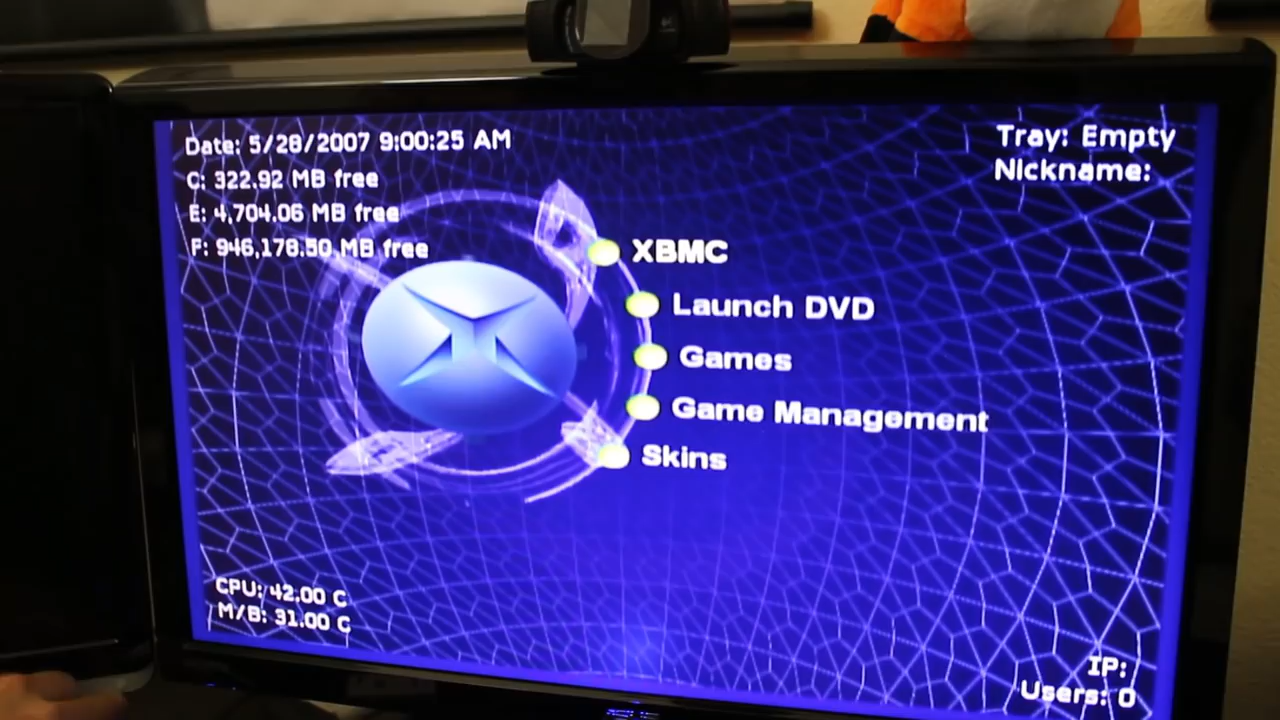 Date: 5/28/2007 9:00:25 AM
C: 322.92 MB free
E: 4,704.06 MB free
F: 946,178.50 MB free
Tray: Empty
Nickname:
XBMC
Launch DVD
Games
Game Management
Skins
CPU: 42.00 C
M/B: 31.00 C
IP:
Users: 0